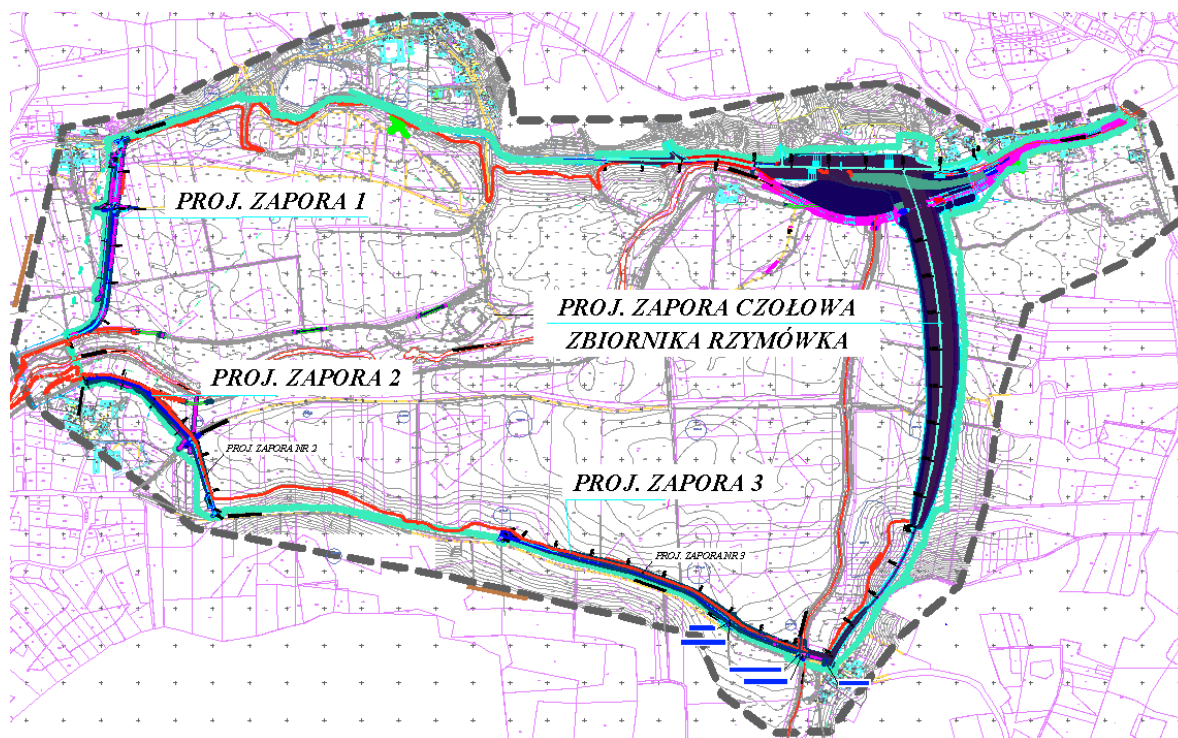 PROJ. ZAPORA 1
PROJ. ZAPORA CZOŁOWA
ZBIORNIKA RZYMÓWKA
PROJ. ZAPORA 2
PROJ. ZAPORA NR 2
PROJ. ZAPORA 3
PROJ. ZAPORA NR 3